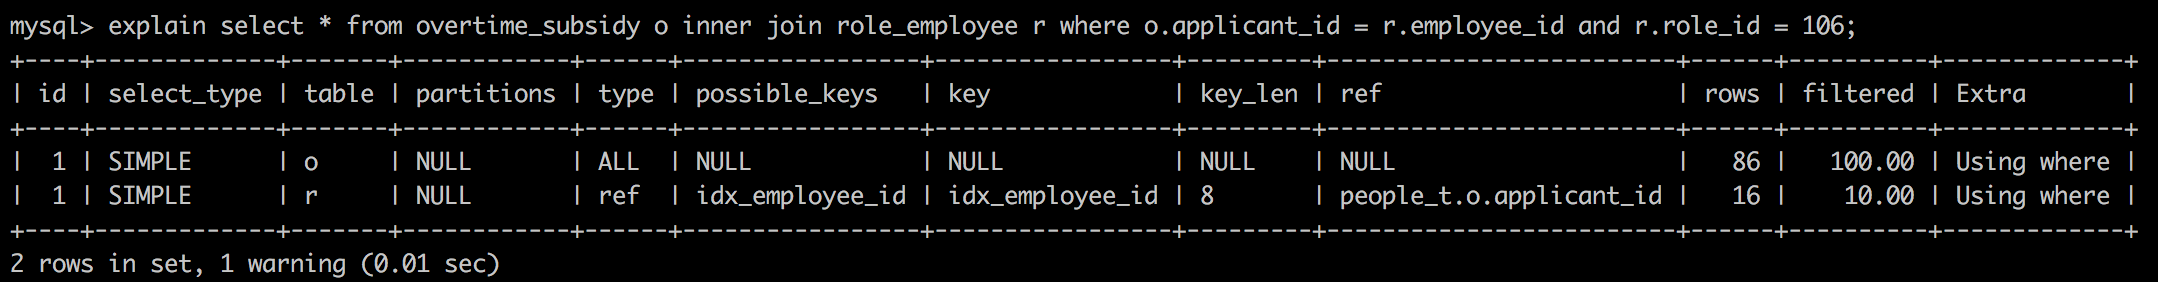 mysql> explain select * from overtime_subsidy o inner join role_employee r where o.applicant_id = r.employee_id and r.role_id = 106;
+----+-------------+-------+------------+------+-----------------+-----------------+---------+-------------------------+------+----------+-------------+
| id | select_type | table | partitions | type | possible_keys   | key             | key_len | ref                     | rows | filtered | Extra       |
+----+-------------+-------+------------+------+-----------------+-----------------+---------+-------------------------+------+----------+-------------+
|  1 | SIMPLE      | o     | NULL       | ALL  | NULL            | NULL            | NULL    | NULL                    |   86 |   100.00 | Using where |
|  1 | SIMPLE      | r     | NULL       | ref  | idx_employee_id | idx_employee_id | 8       | people_t.o.applicant_id |   16 |    10.00 | Using where |
+----+-------------+-------+------------+------+-----------------+-----------------+---------+-------------------------+------+----------+-------------+
2 rows in set, 1 warning (0.01 sec)